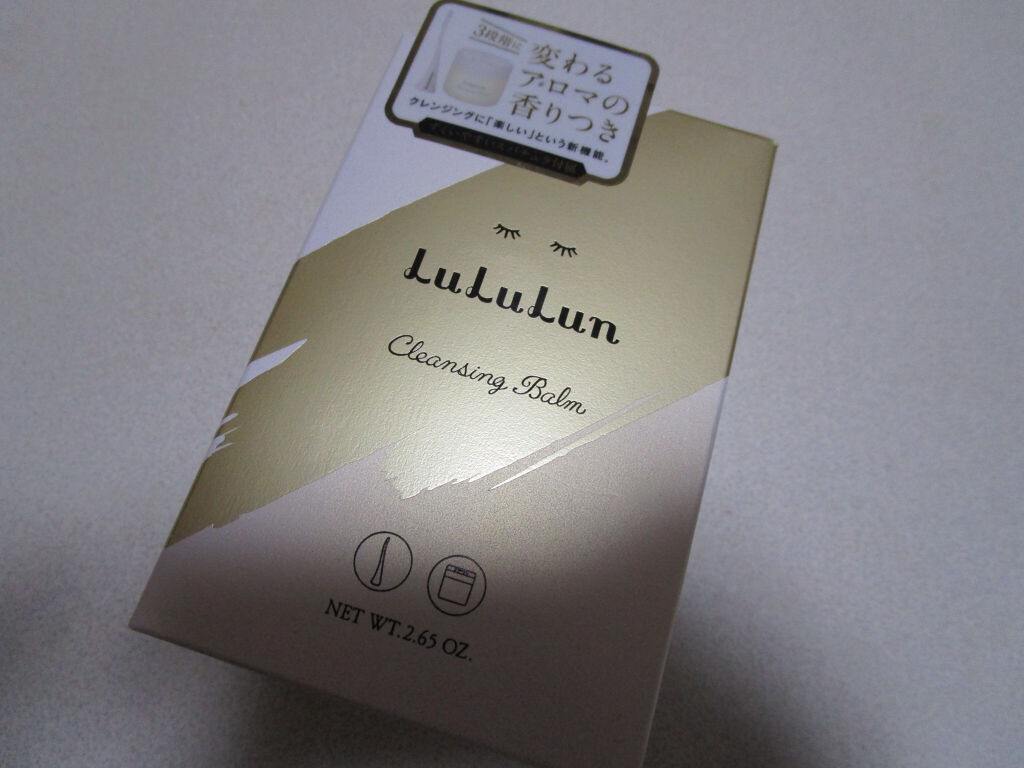 3段階に
変わる
アロマの
香りつき
クレンジングに「楽しい」という新機能。
LuLuLun
Cleansing Balm
NET WT.2.65 OZ.